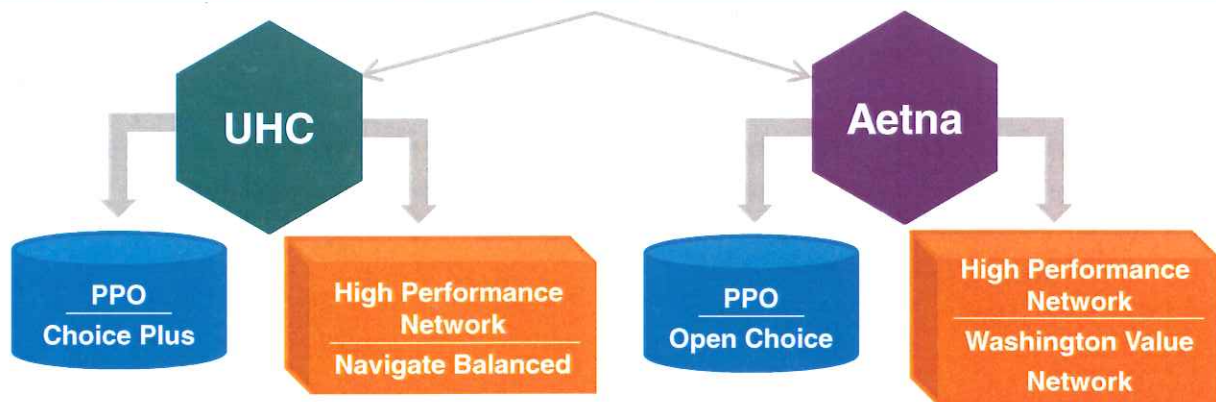 UHC
Aetna
PPO
Choice Plus
High Performance
Network
Navigate Balanced
PPO
Open Choice
High Performance
Network
Washington Value
Network